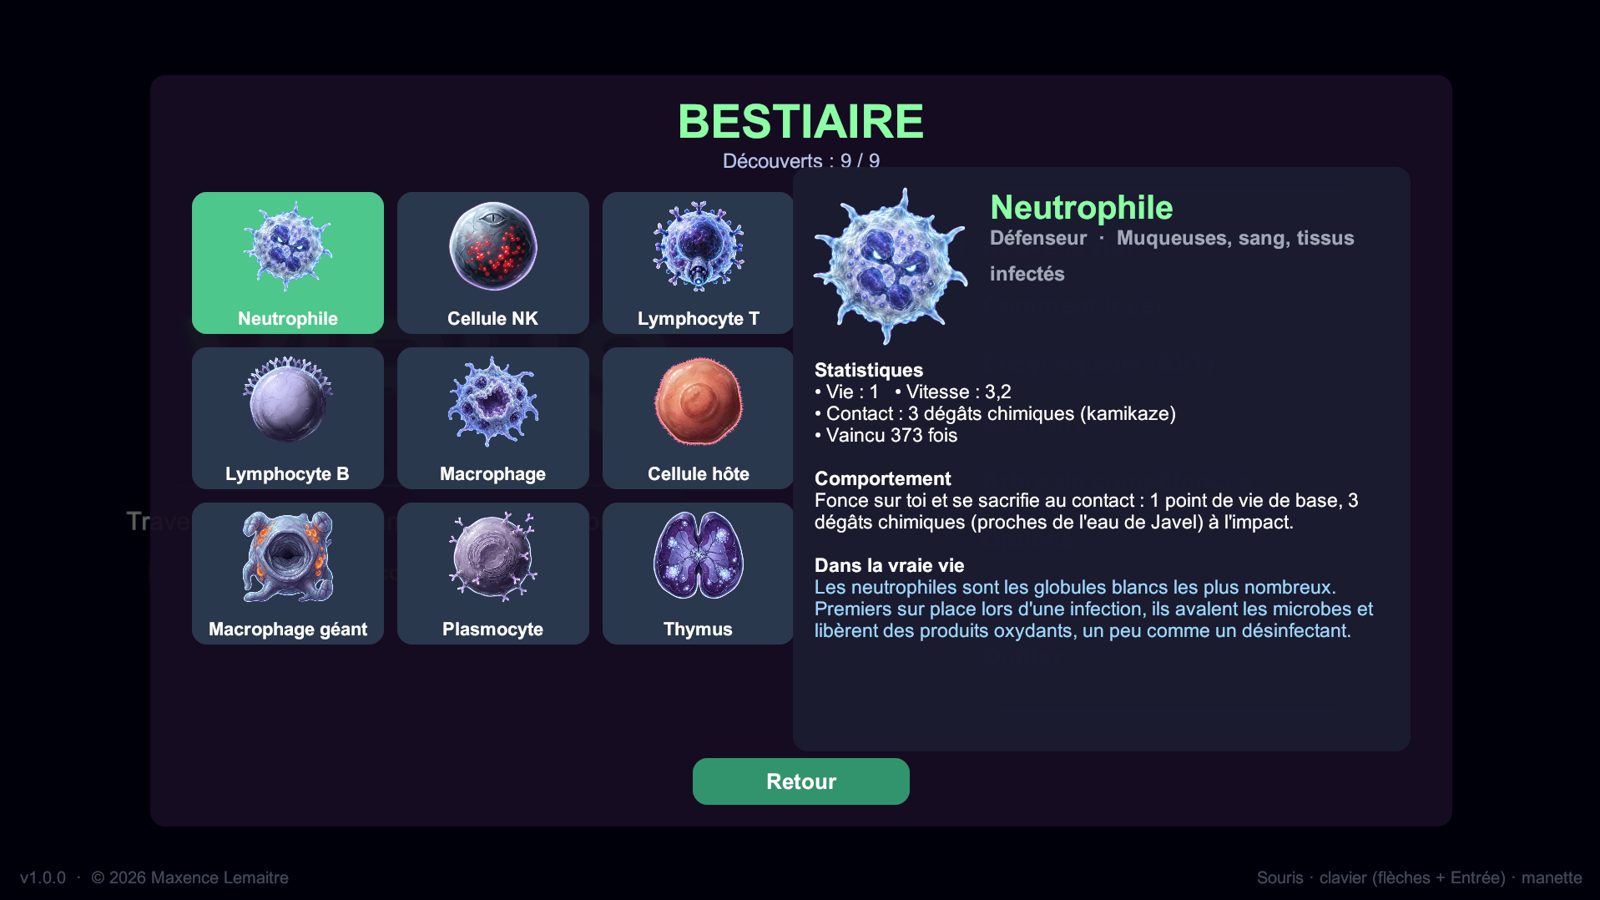 BESTIAIRE
Découverts : 9 / 9
Neutrophile
Cellule NK
Lymphocyte T
Lymphocyte B
Macrophage
Cellule hôte
Macrophage géant
Plasmocyte
Thymus
Neutrophile
Défenseur · Muqueuses, sang, tissus
infectés
Statistiques
• Vie : 1 • Vitesse : 3,2
• Contact : 3 dégâts chimiques (kamikaze)
• Vaincu 373 fois
Comportement
Fonce sur toi et se sacrifie au contact : 1 point de vie de base, 3
dégâts chimiques (proches de l'eau de Javel) à l'impact.
Dans la vraie vie
Les neutrophiles sont les globules blancs les plus nombreux.
Premiers sur place lors d'une infection, ils avalent les microbes et
libèrent des produits oxydants, un peu comme un désinfectant.
Retour
v1.0.0 · © 2026 Maxence Lemaitre
Souris · clavier (flèches + Entrée) · manette